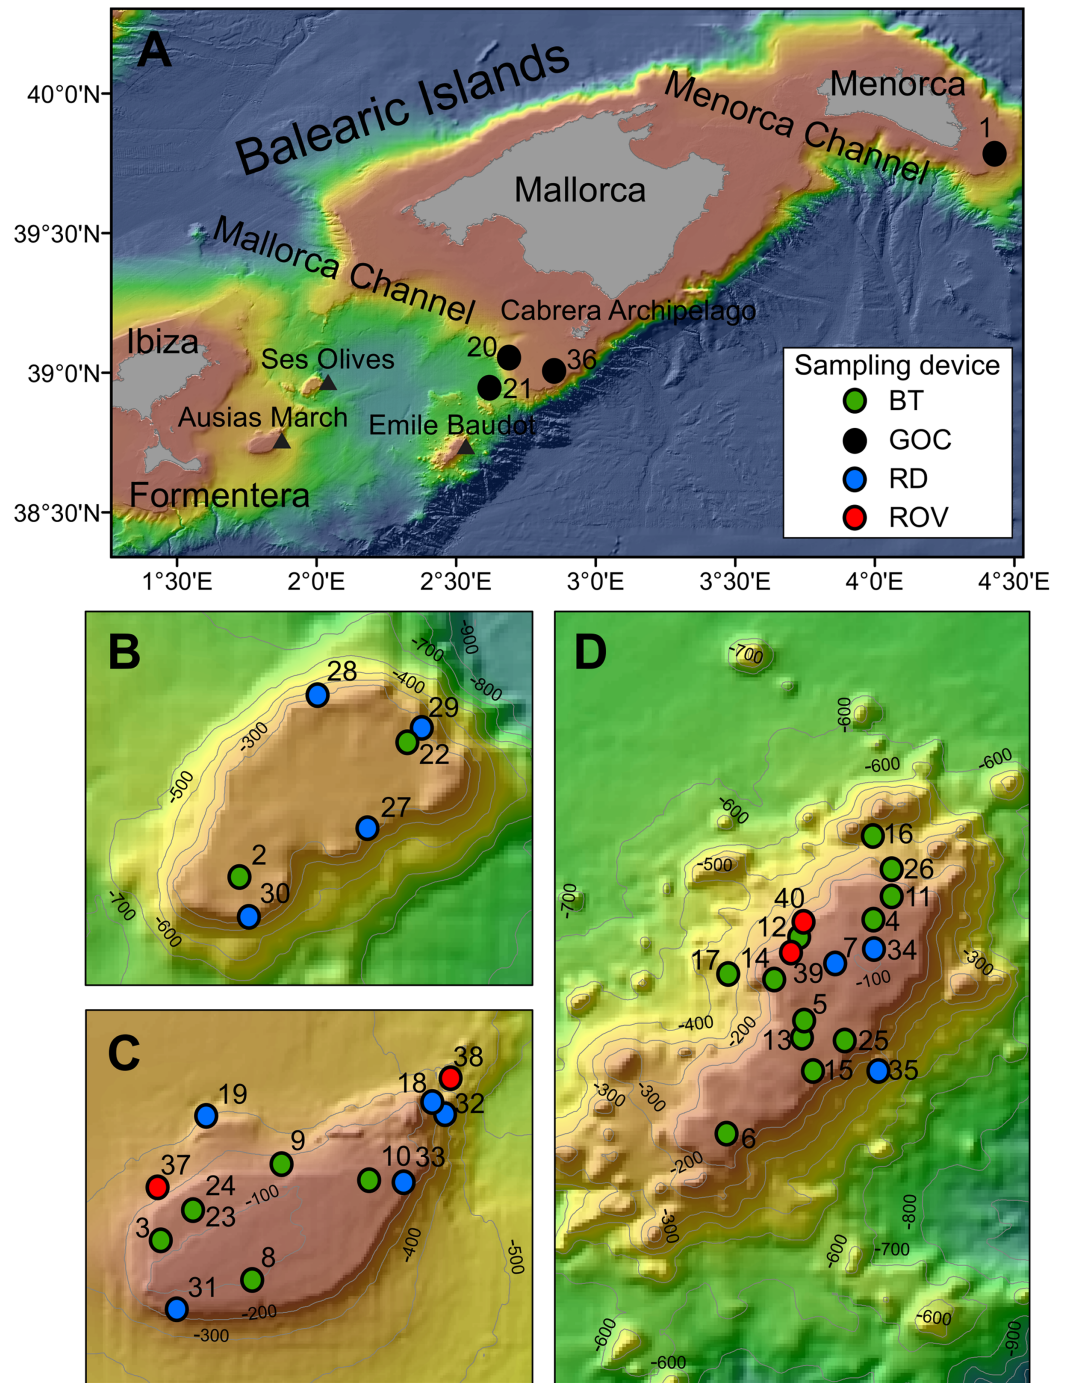 A
Balearic Islands
Menorca
Menorca Channel
1
40°0'N
Mallorca
39°30'N
Mallorca Channel
Cabrera Archipelago
Ibiza
Ses Olives
20
36
39°0'N
21
Ausias March
Emile Baudot
Formentera
38°30'N
Sampling device
BT
GOC
RD
ROV
1°30'E
2°0'E
2°30'E
3°0'E
3°30'E
4°0'E
4°30'E
B
-900
-700
28
-400
-800
29
-300
22
-500
27
2
30
-700
-600
C
38
18
32
19
9
10
33
37
24
-100
23
3
-400
-500
8
31
-200
-300
D
-700
-600
-600
-600
-600
16
-500
26
-700
40
11
12
4
17
14
7
34
39
-300
-100
5
-400
-200
13
25
15
35
-300
-300
6
-200
-800
-300
-600
-700
-600
-600
-900
-600